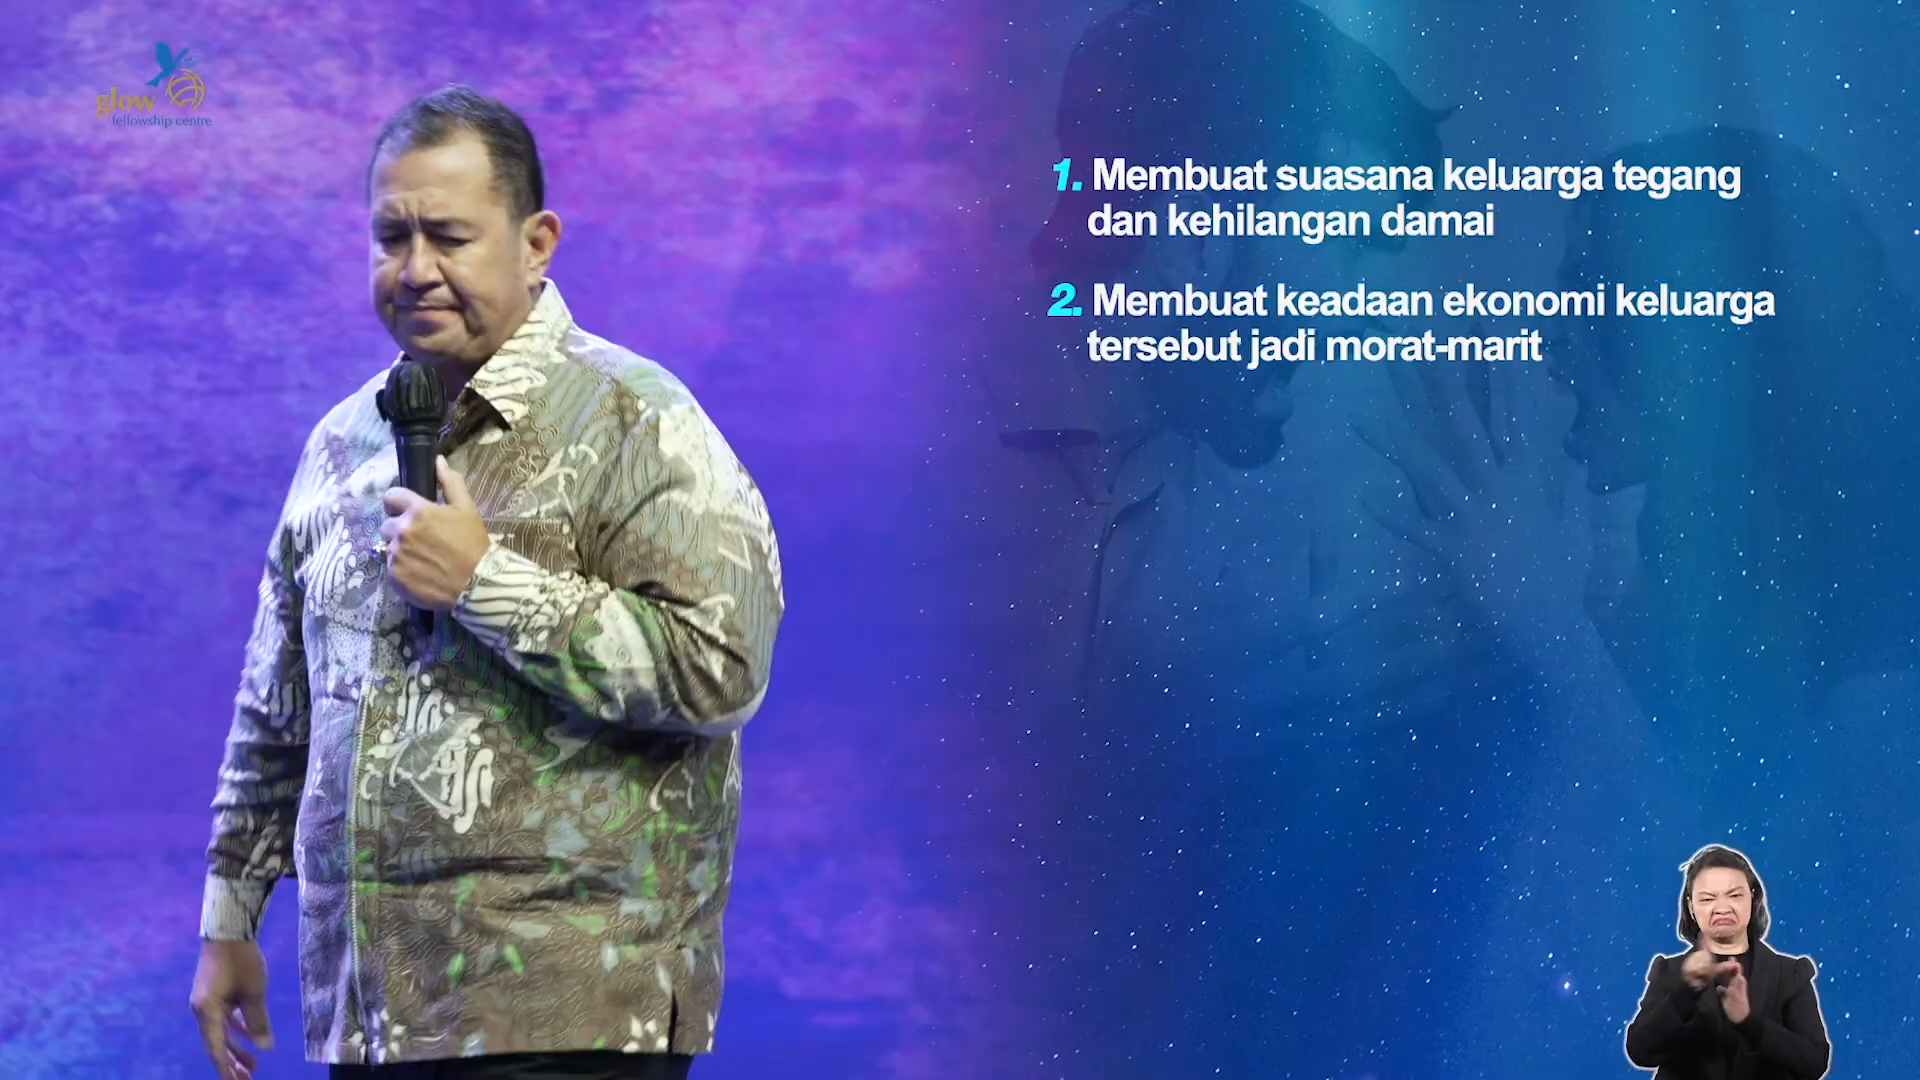 glow
fellowship centre
1. Membuat suasana keluarga tegang
dan kehilangan damai
2. Membuat keadaan ekonomi keluarga
tersebut jadi morat-marit